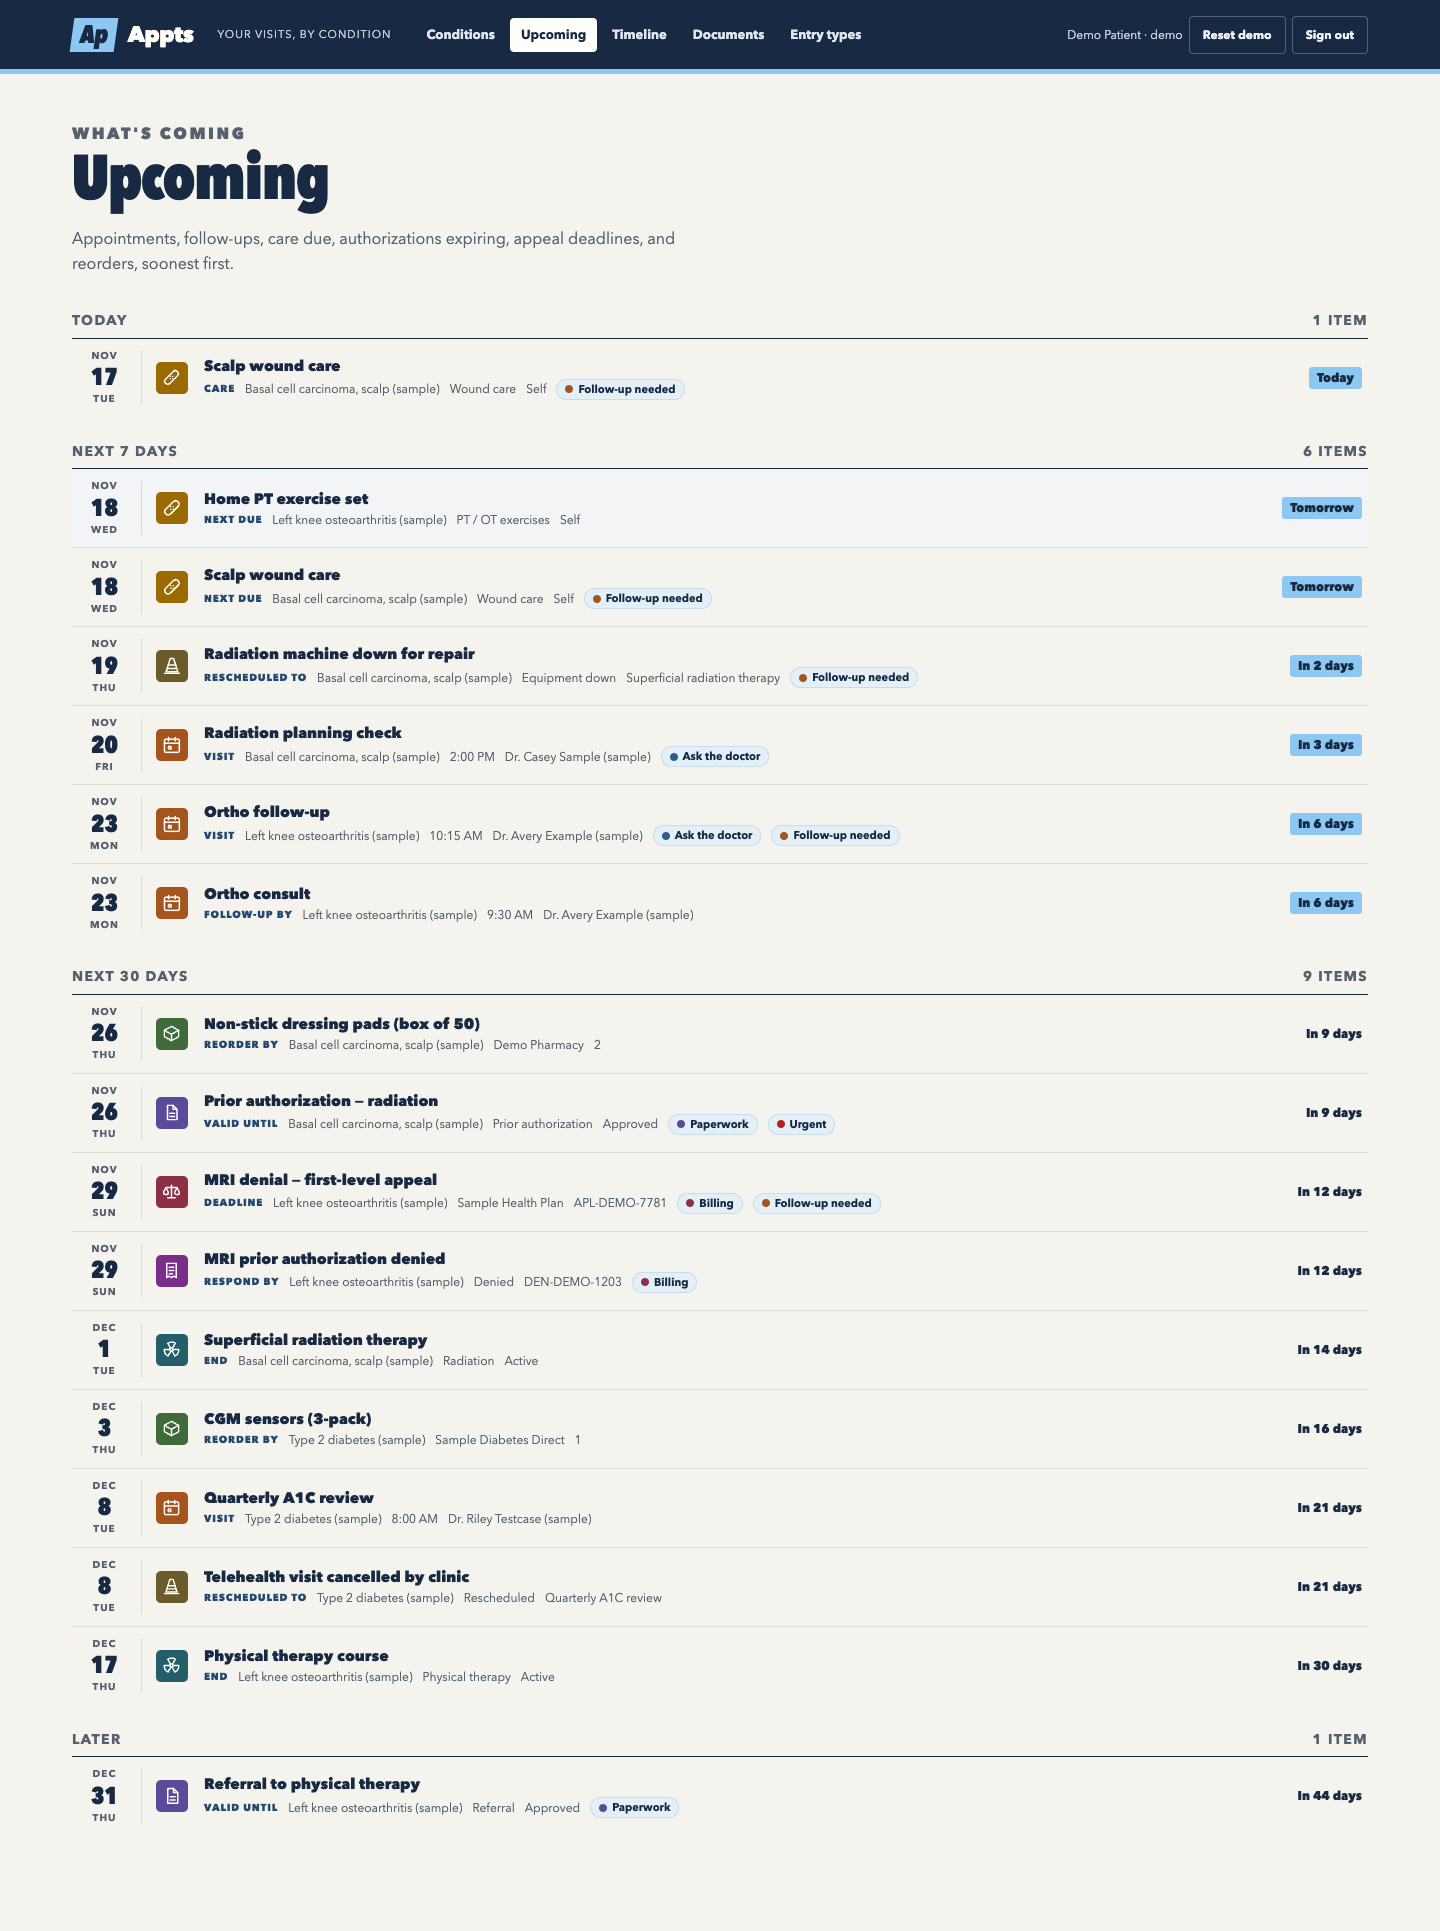 Ap Appts YOUR VISITS, BY CONDITION Conditions Upcoming Timeline Documents Entry types Demo Patient · demo Reset demo Sign out
WHAT'S COMING
Upcoming
Appointments, follow-ups, care due, authorizations expiring, appeal deadlines, and
reorders, soonest first.
TODAY 1 ITEM
NOV
17
TUE
Scalp wound care
CARE Basal cell carcinoma, scalp (sample) Wound care Self Follow-up needed
Today
NEXT 7 DAYS 6 ITEMS
NOV
18
WED
Home PT exercise set
NEXT DUE Left knee osteoarthritis (sample) PT / OT exercises Self
Tomorrow
NOV
18
WED
Scalp wound care
NEXT DUE Basal cell carcinoma, scalp (sample) Wound care Self Follow-up needed
Tomorrow
NOV
19
THU
Radiation machine down for repair
RESCHEDULED TO Basal cell carcinoma, scalp (sample) Equipment down Superficial radiation therapy Follow-up needed
In 2 days
NOV
20
FRI
Radiation planning check
VISIT Basal cell carcinoma, scalp (sample) 2:00 PM Dr. Casey Sample (sample) Ask the doctor
In 3 days
NOV
23
MON
Ortho follow-up
VISIT Left knee osteoarthritis (sample) 10:15 AM Dr. Avery Example (sample) Ask the doctor Follow-up needed
In 6 days
NOV
23
MON
Ortho consult
FOLLOW-UP BY Left knee osteoarthritis (sample) 9:30 AM Dr. Avery Example (sample)
In 6 days
NEXT 30 DAYS 9 ITEMS
NOV
26
THU
Non-stick dressing pads (box of 50)
REORDER BY Basal cell carcinoma, scalp (sample) Demo Pharmacy 2
In 9 days
NOV
26
THU
Prior authorization – radiation
VALID UNTIL Basal cell carcinoma, scalp (sample) Prior authorization Approved Paperwork Urgent
In 9 days
NOV
29
SUN
MRI denial – first-level appeal
DEADLINE Left knee osteoarthritis (sample) Sample Health Plan APL-DEMO-7781 Billing Follow-up needed
In 12 days
NOV
29
SUN
MRI prior authorization denied
RESPOND BY Left knee osteoarthritis (sample) Denied DEN-DEMO-1203 Billing
In 12 days
DEC
1
TUE
Superficial radiation therapy
END Basal cell carcinoma, scalp (sample) Radiation Active
In 14 days
DEC
3
THU
CGM sensors (3-pack)
REORDER BY Type 2 diabetes (sample) Sample Diabetes Direct 1
In 16 days
DEC
8
TUE
Quarterly A1C review
VISIT Type 2 diabetes (sample) 8:00 AM Dr. Riley Testcase (sample)
In 21 days
DEC
8
TUE
Telehealth visit cancelled by clinic
RESCHEDULED TO Type 2 diabetes (sample) Rescheduled Quarterly A1C review
In 21 days
DEC
17
THU
Physical therapy course
END Left knee osteoarthritis (sample) Physical therapy Active
In 30 days
LATER 1 ITEM
DEC
31
THU
Referral to physical therapy
VALID UNTIL Left knee osteoarthritis (sample) Referral Approved Paperwork
In 44 days